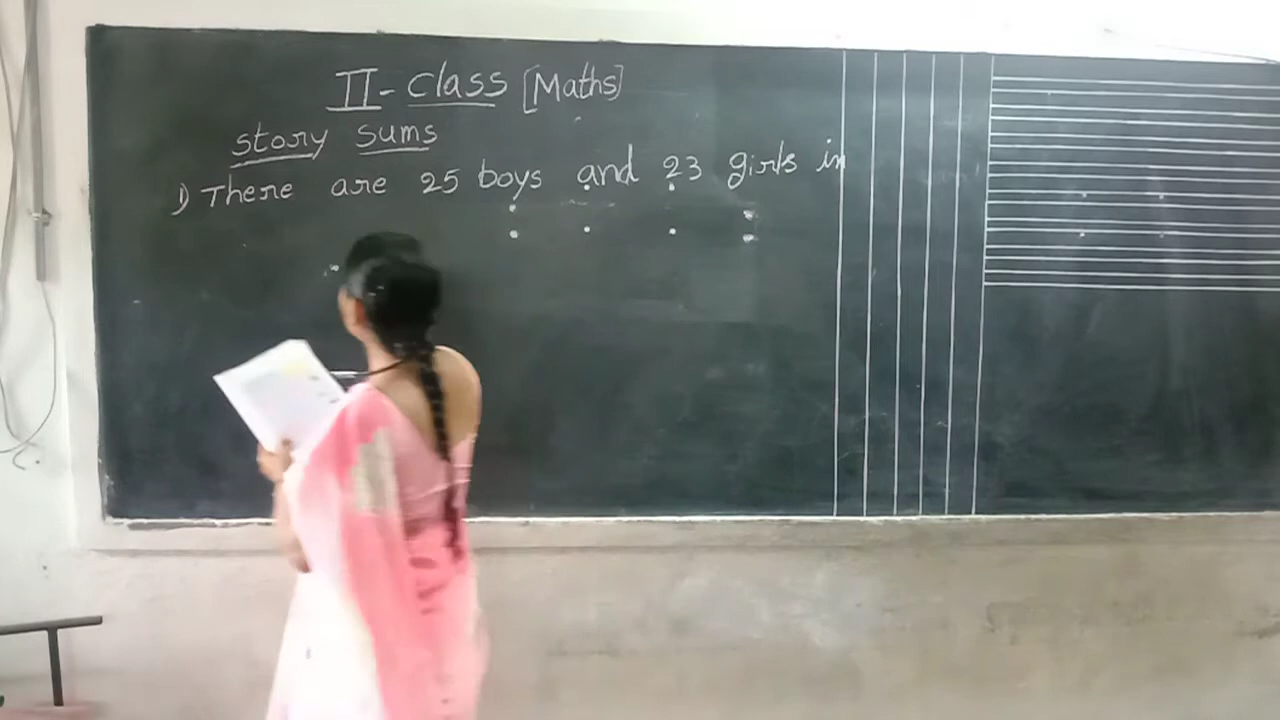 II - class [Maths]
story sums
1) There are 25 boys and 23 girls in